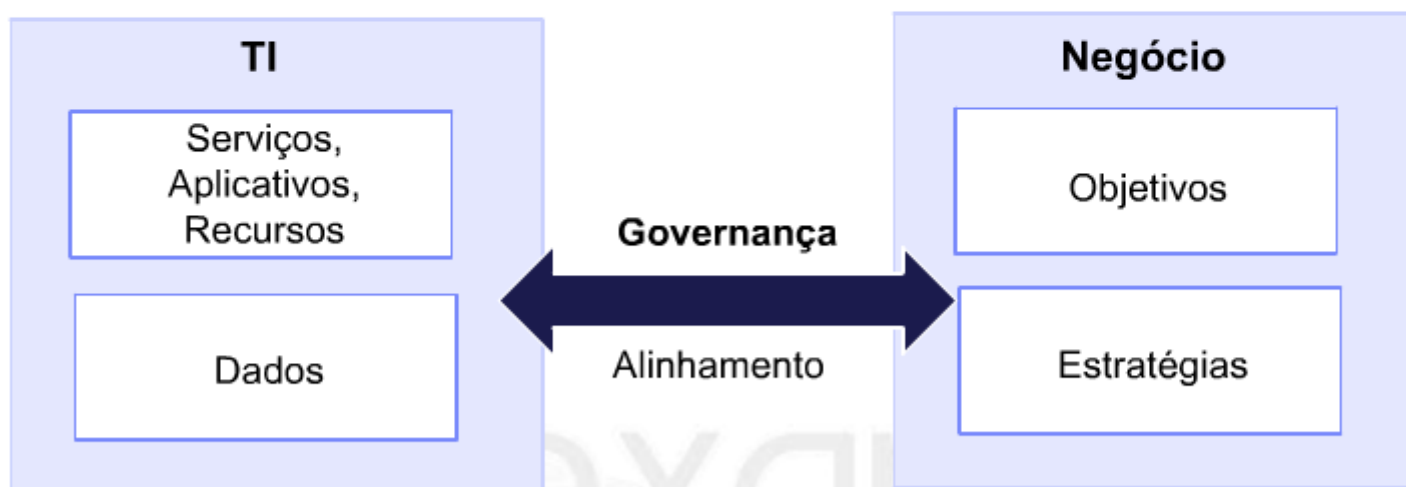 TI
Serviços,
Aplicativos,
Recursos
Dados
Governança
Alinhamento
Negócio
Objetivos
Estratégias